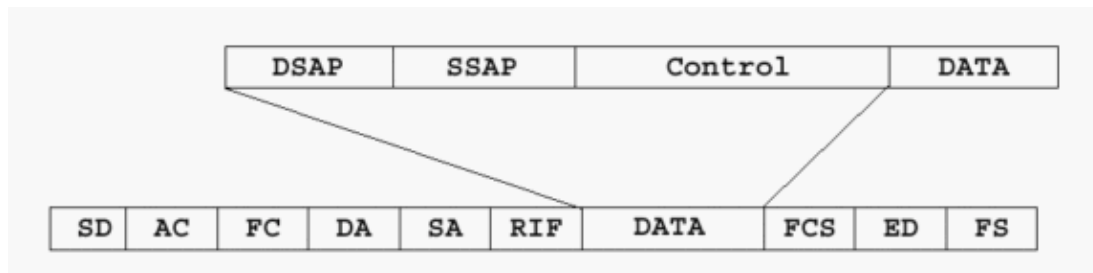 DSAP SSAP Control DATA
SD AC FC DA SA RIF DATA FCS ED FS